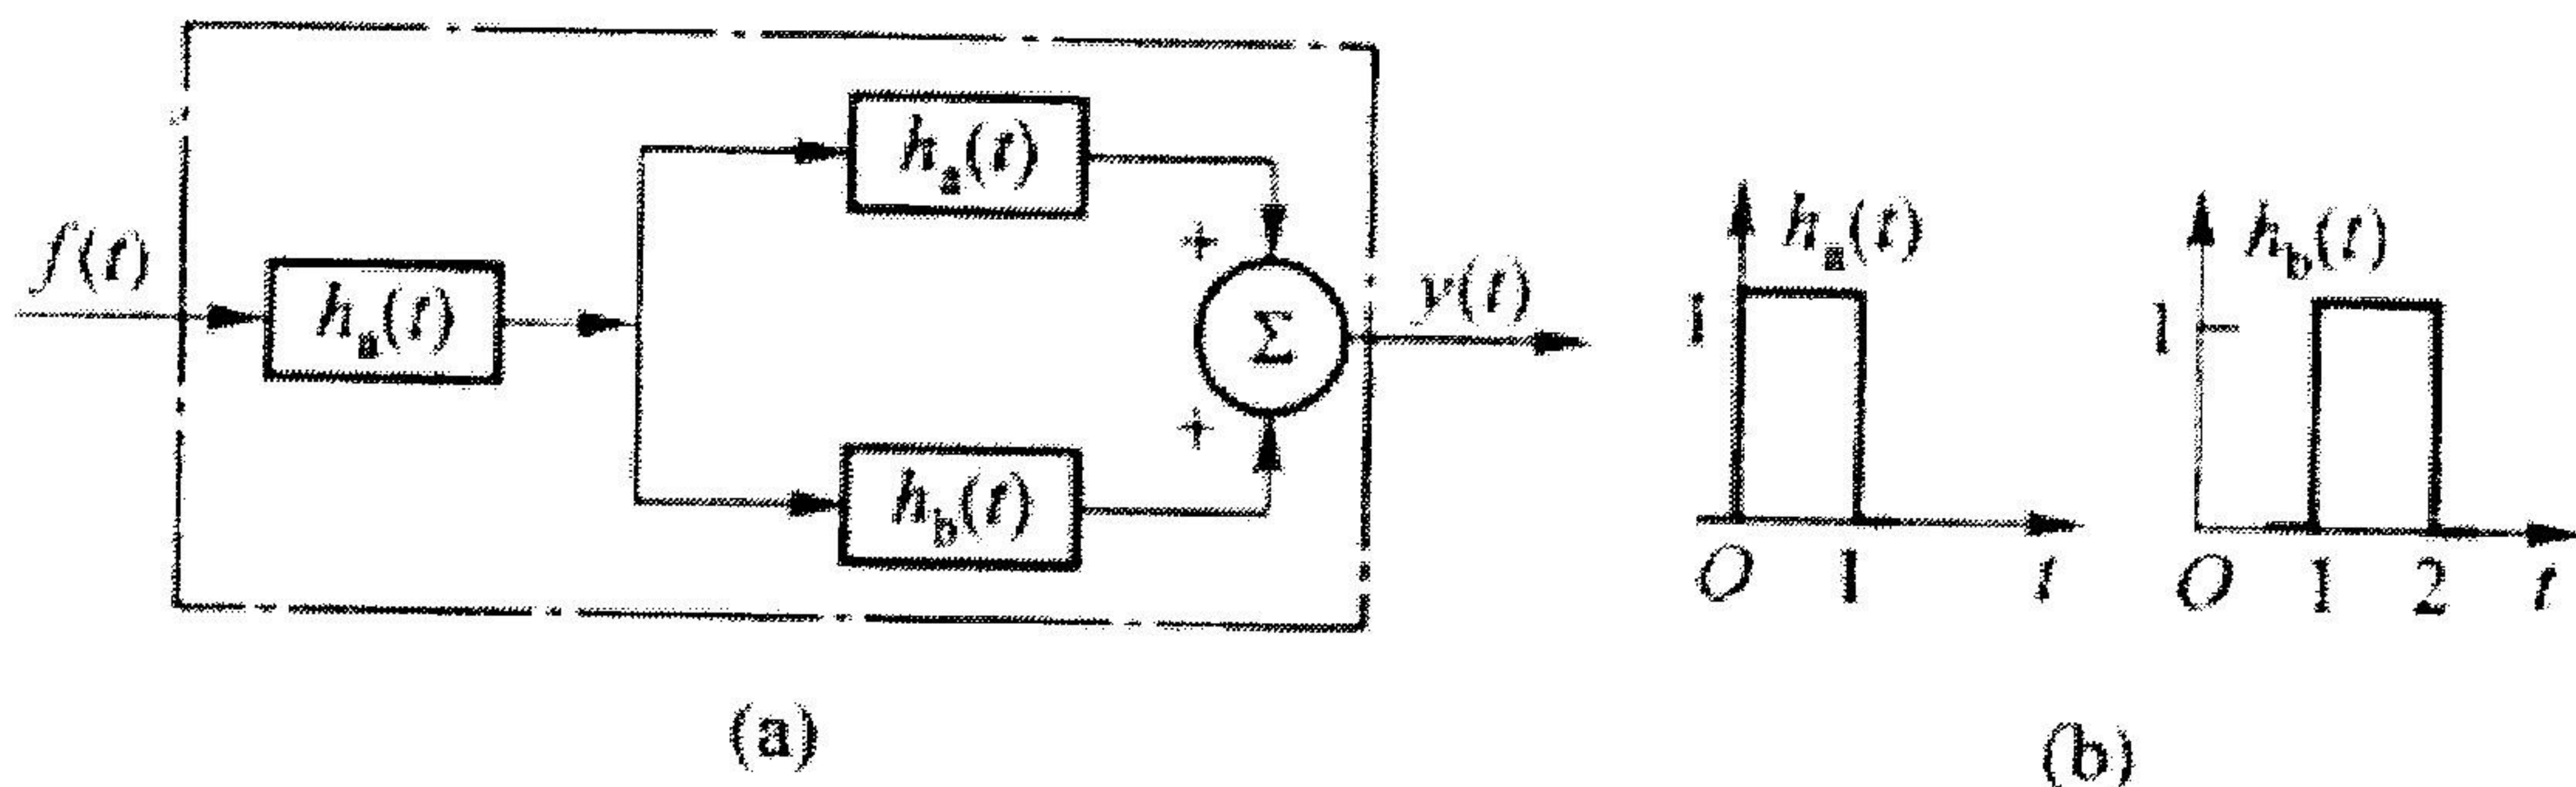 f(t)
hₐ(t)
hₐ(t)
h_b(t)
+
+
Σ
y(t)
hₐ(t)
1
O 1 t
h_b(t)
1
O 1 2 t
(a)
(b)